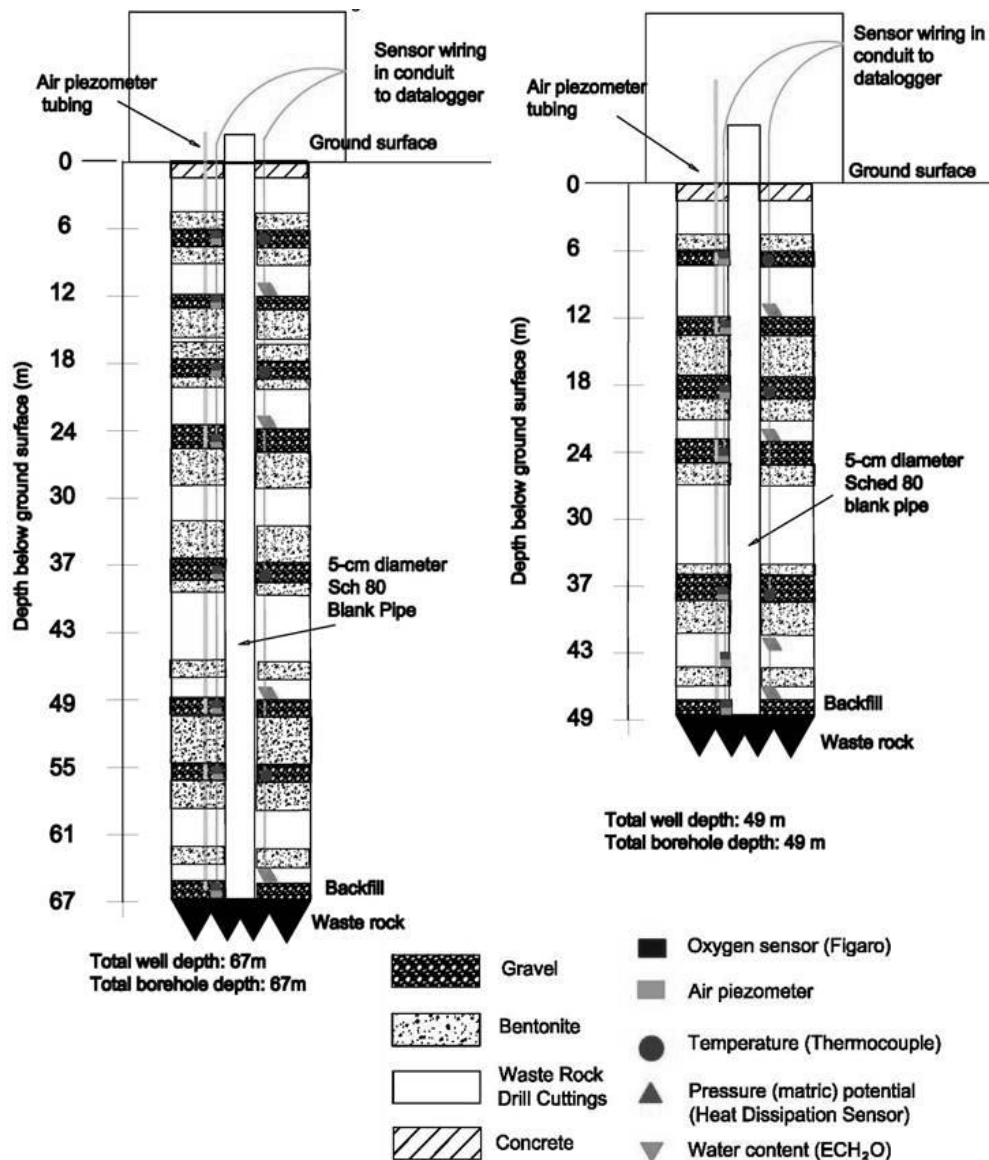 Sensor wiring
in conduit
to datalogger
Air piezometer
tubing
Ground surface
0
6
12
18
24
30
37
43
49
55
61
67
Depth below ground surface (m)
5-cm diameter
Sch 80
Blank Pipe
Backfill
Waste rock
Total well depth: 67m
Total borehole depth: 67m
Sensor wiring in
conduit to
datalogger
Air piezometer
tubing
Ground surface
0
6
12
18
24
30
37
43
49
Depth below ground surface (m)
5-cm diameter
Sched 80
blank pipe
Backfill
Waste rock
Total well depth: 49 m
Total borehole depth: 49 m
Gravel
Bentonite
Waste Rock
Drill Cuttings
Concrete
Oxygen sensor (Figaro)
Air piezometer
Temperature (Thermocouple)
Pressure (matric) potential
(Heat Dissipation Sensor)
Water content (ECH₂O)